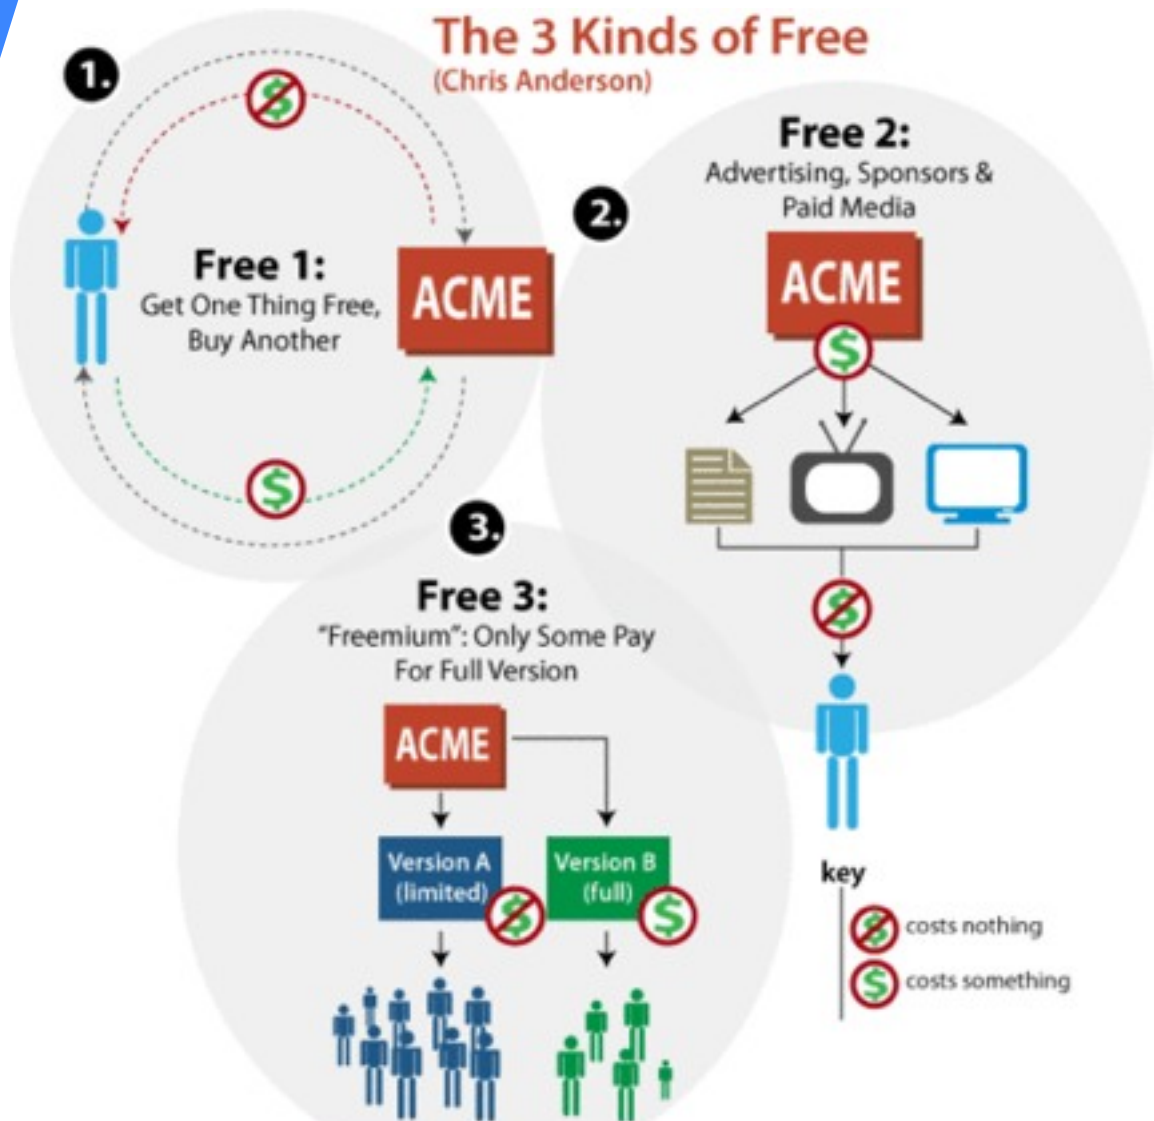 The 3 Kinds of Free
(Chris Anderson)
1.
$
Free 1:
Get One Thing Free,
Buy Another
ACME
$
2.
Free 2:
Advertising, Sponsors &
Paid Media
ACME
$
$
3.
Free 3:
"Freemium": Only Some Pay
For Full Version
ACME
Version A
(limited)
$
Version B
(full)
$
key
$ costs nothing
$ costs something